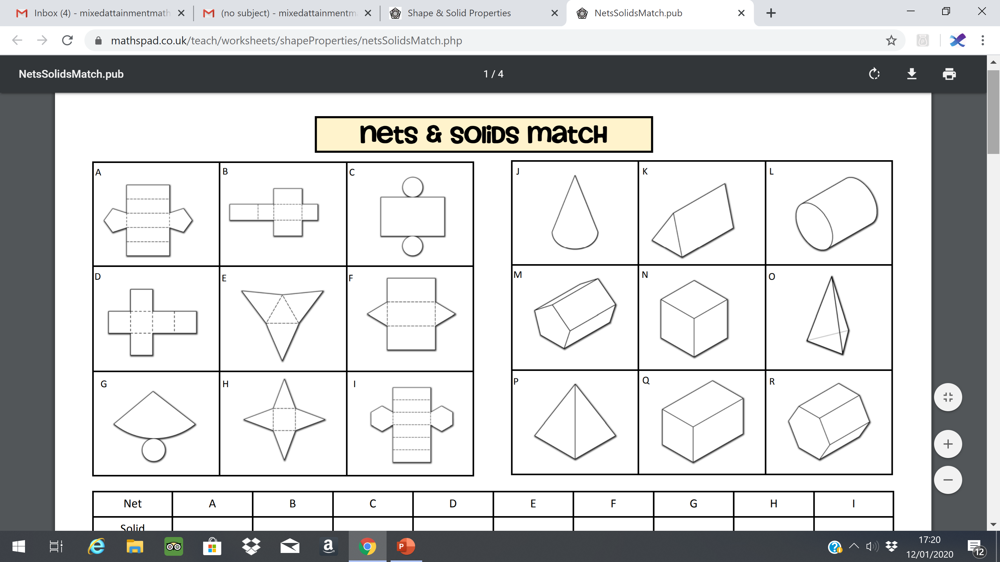 Inbox (4) - mixedattainmentmath
(no subject) - mixedattainmentm
Shape & Solid Properties
NetsSolidsMatch.pub
mathspad.co.uk/teach/worksheets/shapeProperties/netsSolidsMatch.php
NetsSolidsMatch.pub
1 / 4
Nets & Solids Match
A
B
C
D
E
F
G
H
I
J
K
L
M
N
O
P
Q
R
Net A B C D E F G H I
Solid
17:20
12/01/2020
12